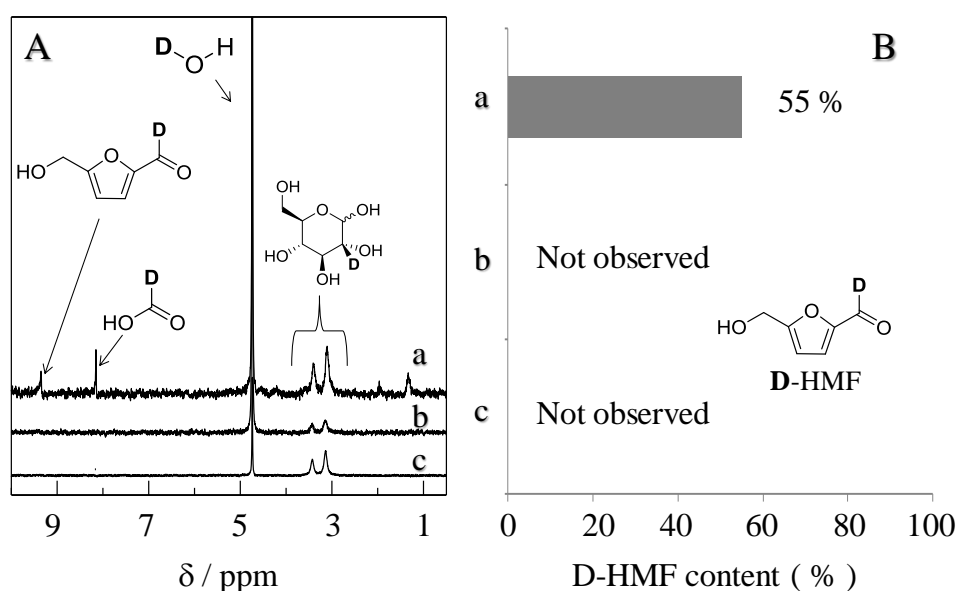 A
D
O
H
D
O
HO
O
D
HO
O
OH
O
OH
HO
OH
D
OH
a
b
c
9
7
5
3
1
δ / ppm
B
a
55 %
b
Not observed
D
O
HO
O
D-HMF
c
Not observed
0
20
40
60
80
100
D-HMF content ( % )